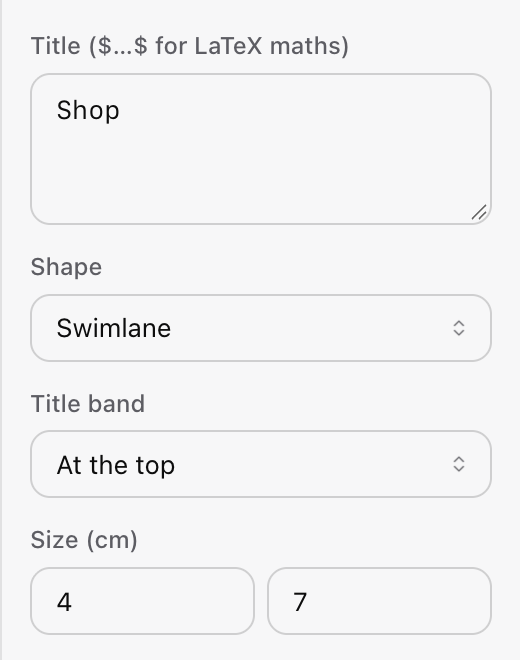 Title ($...$ for LaTeX maths)
Shop
Shape
Swimlane
Title band
At the top
Size (cm)
4 7